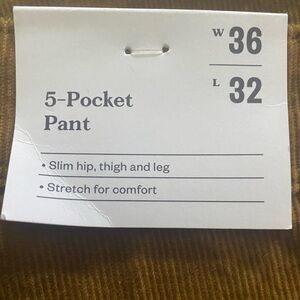 W 36
L 32
5-Pocket
Pant
• Slim hip, thigh and leg
• Stretch for comfort